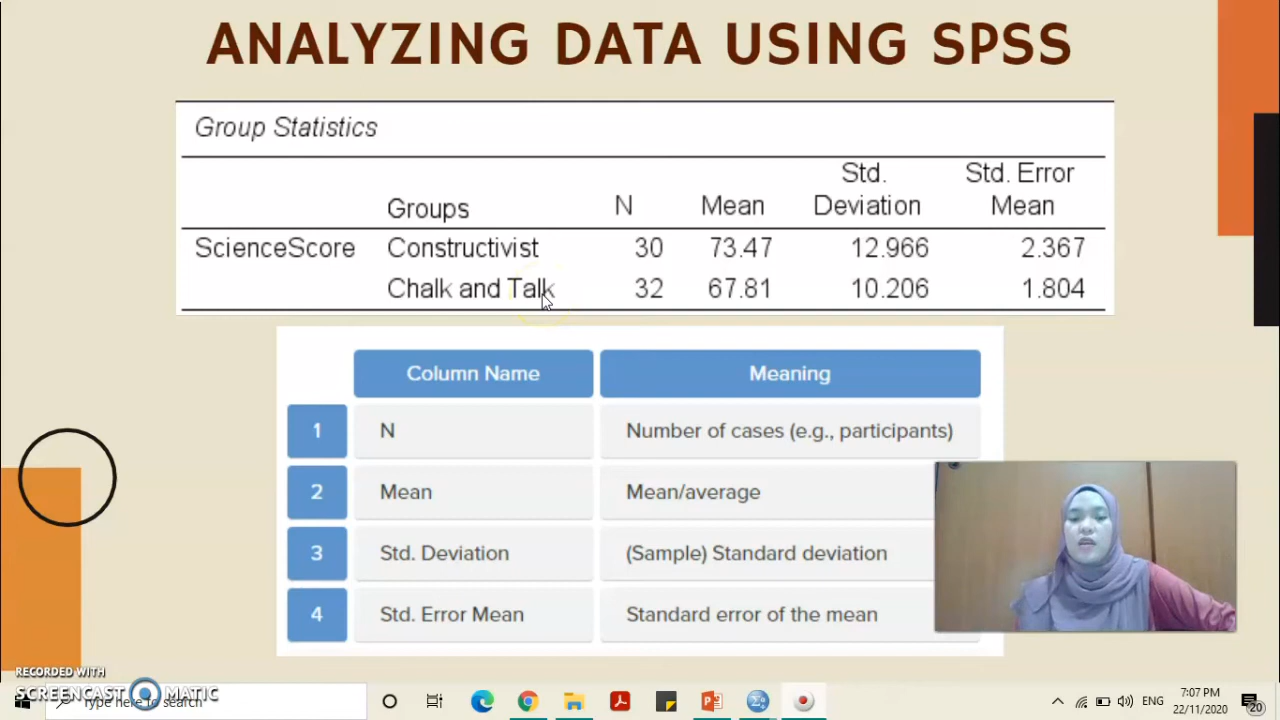 ANALYZING DATA USING SPSS
Group Statistics
Groups N Mean Std. Deviation Std. Error Mean
ScienceScore Constructivist 30 73.47 12.966 2.367
Chalk and Talk 32 67.81 10.206 1.804
Column Name Meaning
1 N Number of cases (e.g., participants)
2 Mean Mean/average
3 Std. Deviation (Sample) Standard deviation
4 Std. Error Mean Standard error of the mean
RECORDED WITH
SCREENCAST MATIC
Type here to search
ENG
7:07 PM
22/11/2020
20